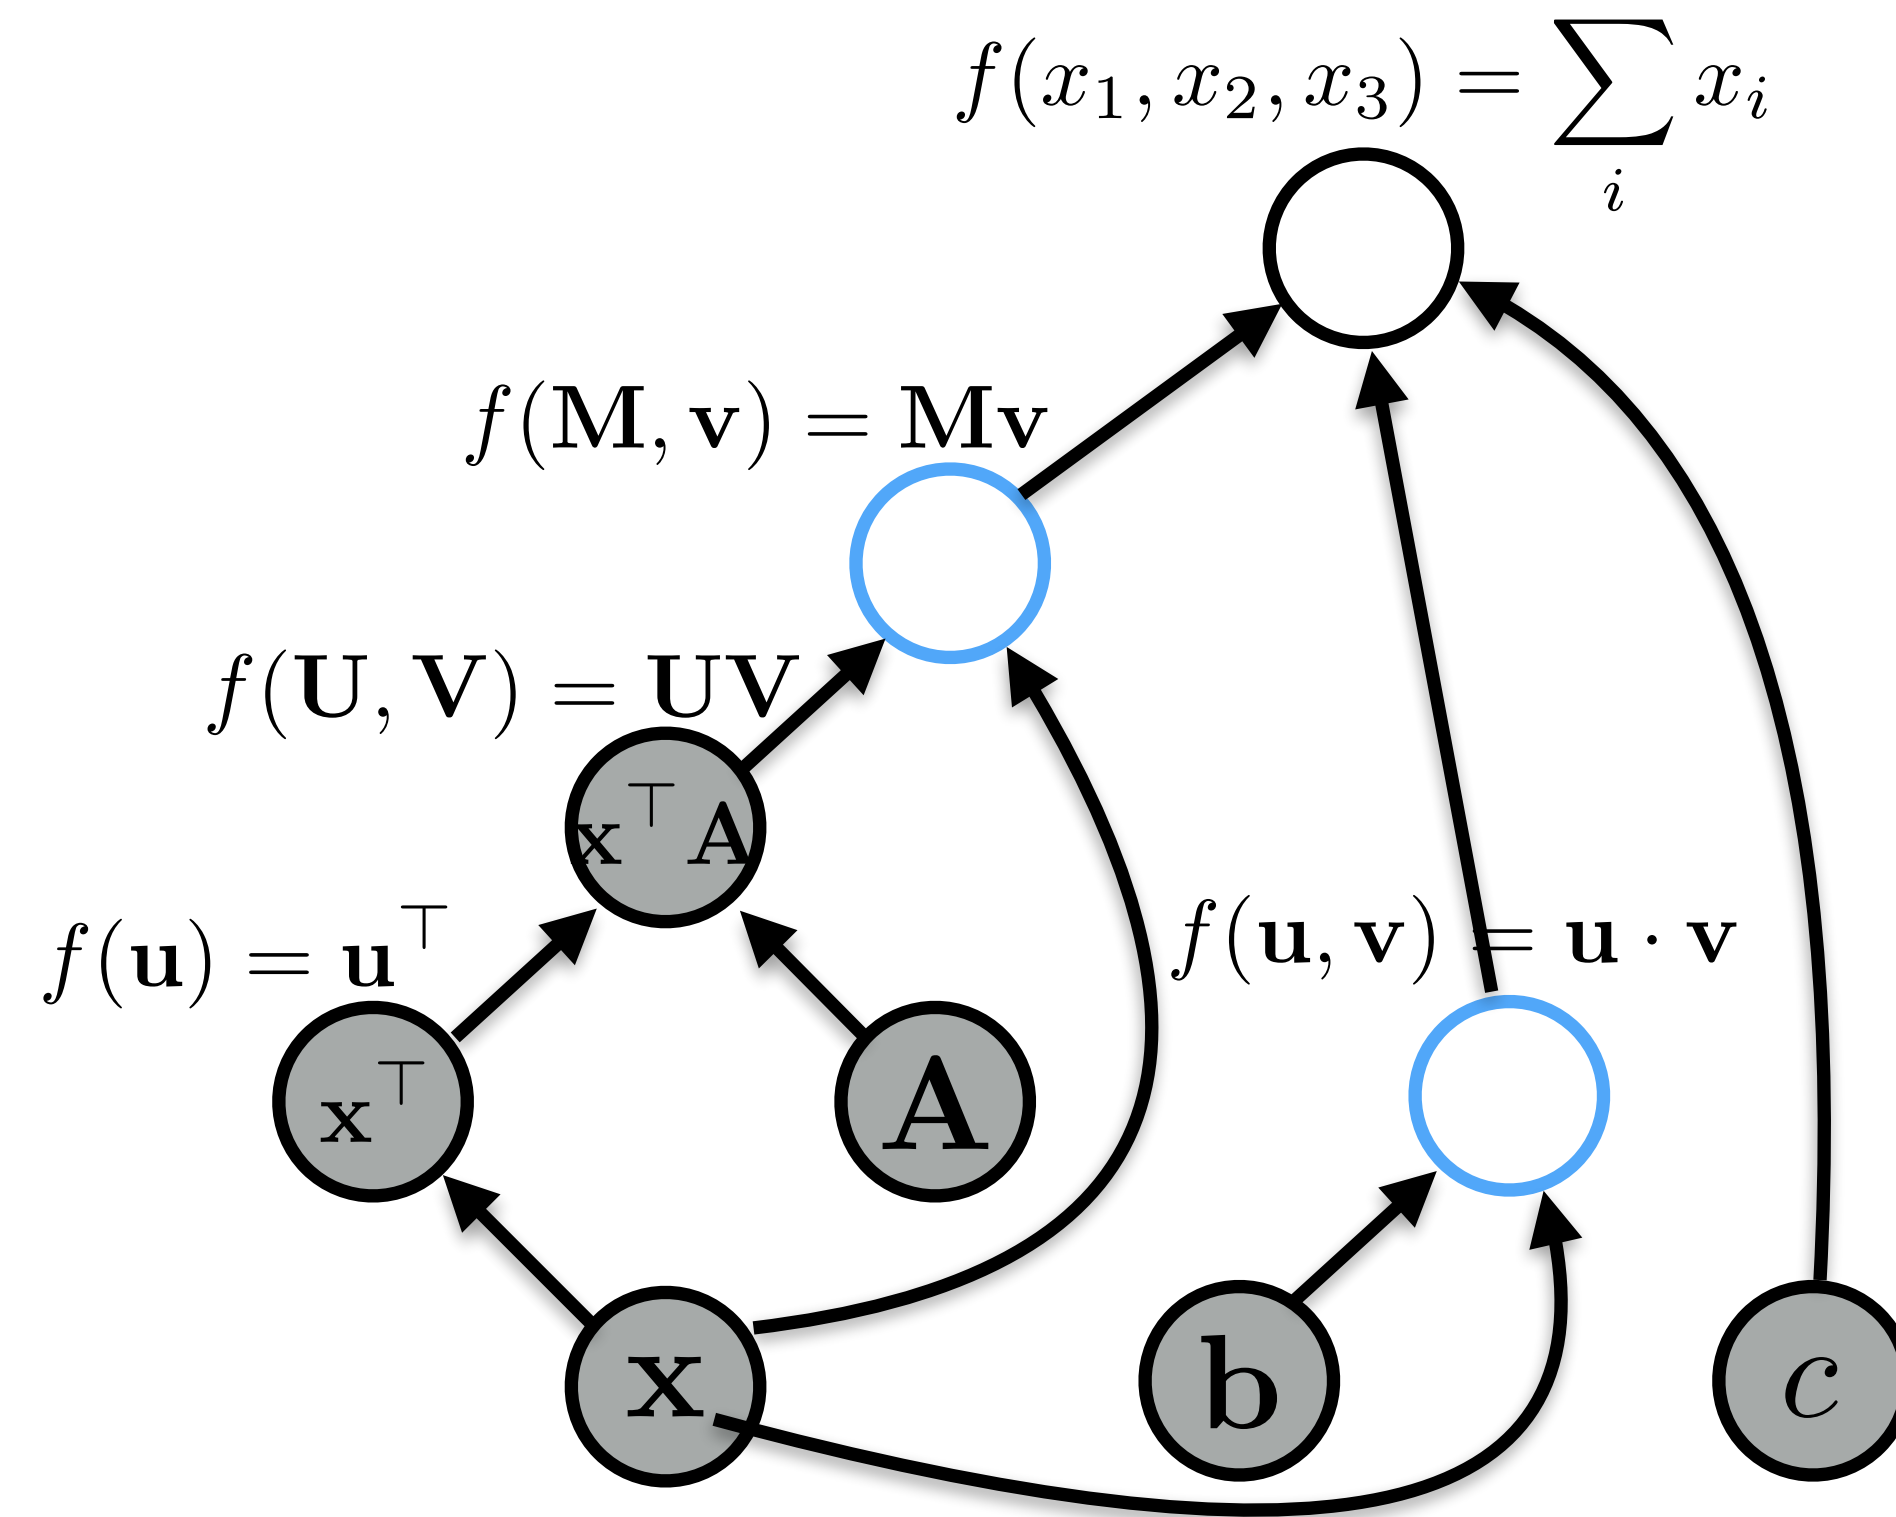 f(x₁, x₂, x₃) = ∑ᵢ xᵢ
f(𝐌, 𝐯) = 𝐌𝐯
f(𝐔, 𝐕) = 𝐔𝐕
𝐱^⊤ 𝐀
f(𝐮) = 𝐮^⊤
f(𝐮, 𝐯) = 𝐮 · 𝐯
𝐱^⊤
𝐀
𝐱
𝐛
c